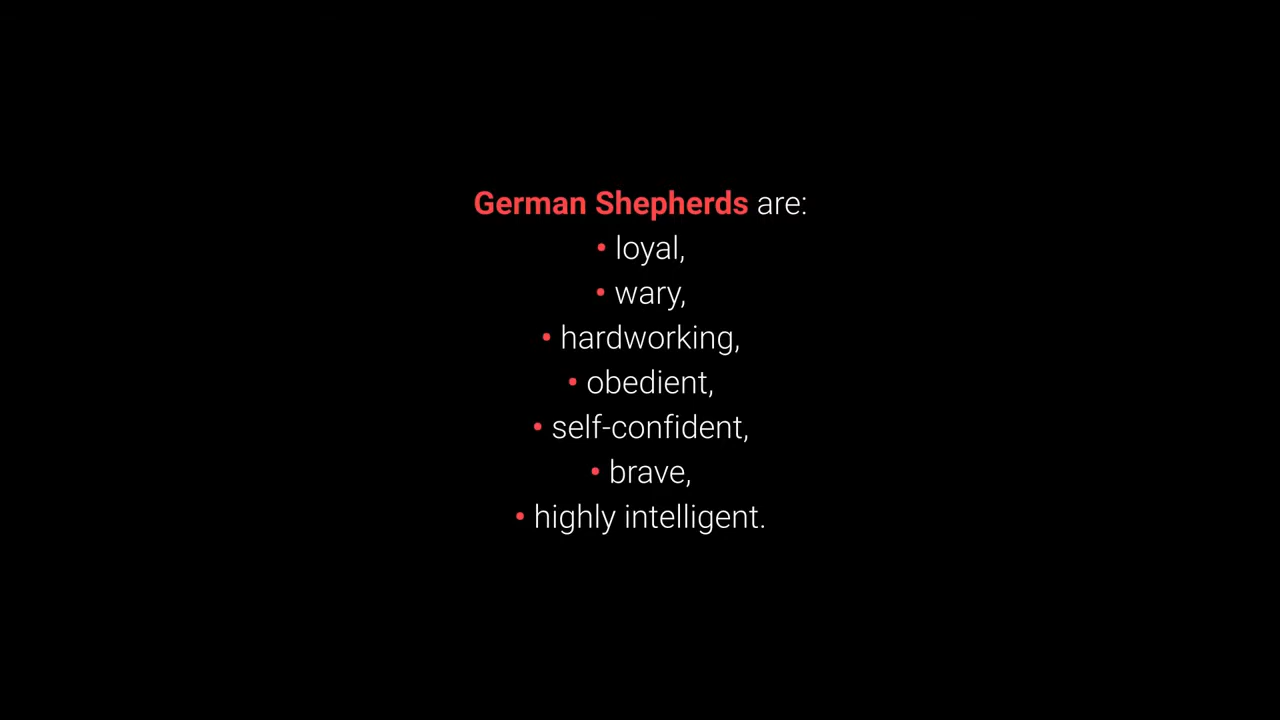 German Shepherds are:
• loyal,
• wary,
• hardworking,
• obedient,
• self-confident,
• brave,
• highly intelligent.